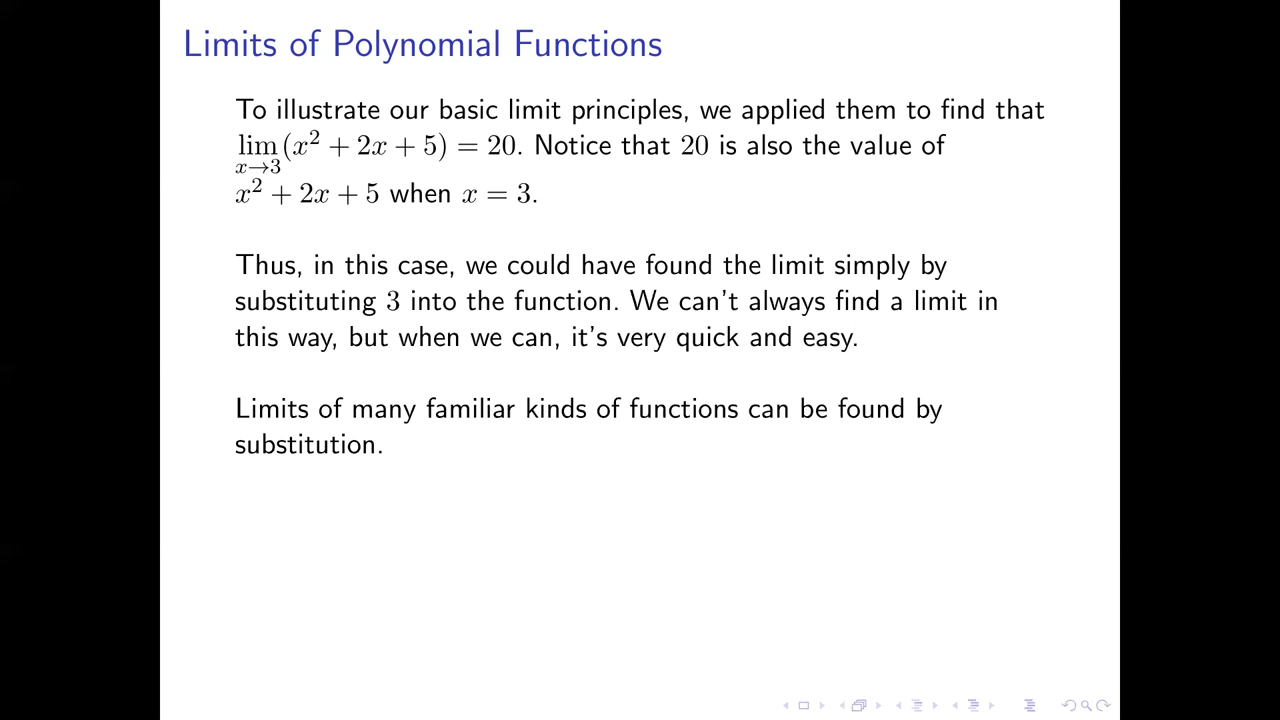 Limits of Polynomial Functions
To illustrate our basic limit principles, we applied them to find that
lim (x² + 2x + 5) = 20. Notice that 20 is also the value of
x→3
x² + 2x + 5 when x = 3.
Thus, in this case, we could have found the limit simply by
substituting 3 into the function. We can't always find a limit in
this way, but when we can, it's very quick and easy.
Limits of many familiar kinds of functions can be found by
substitution.